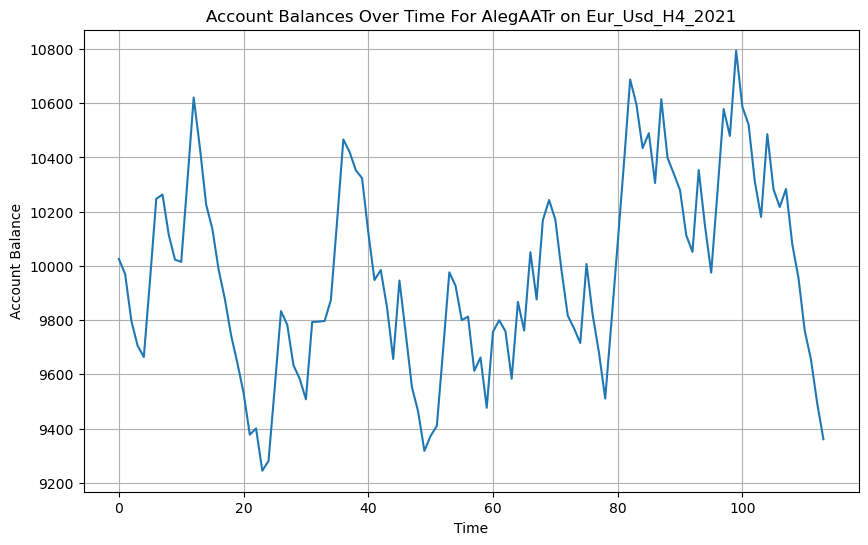 Account Balances Over Time For AlegAATr on Eur_Usd_H4_2021
Account Balance
10800
10600
10400
10200
10000
9800
9600
9400
9200
0 20 40 60 80 100
Time